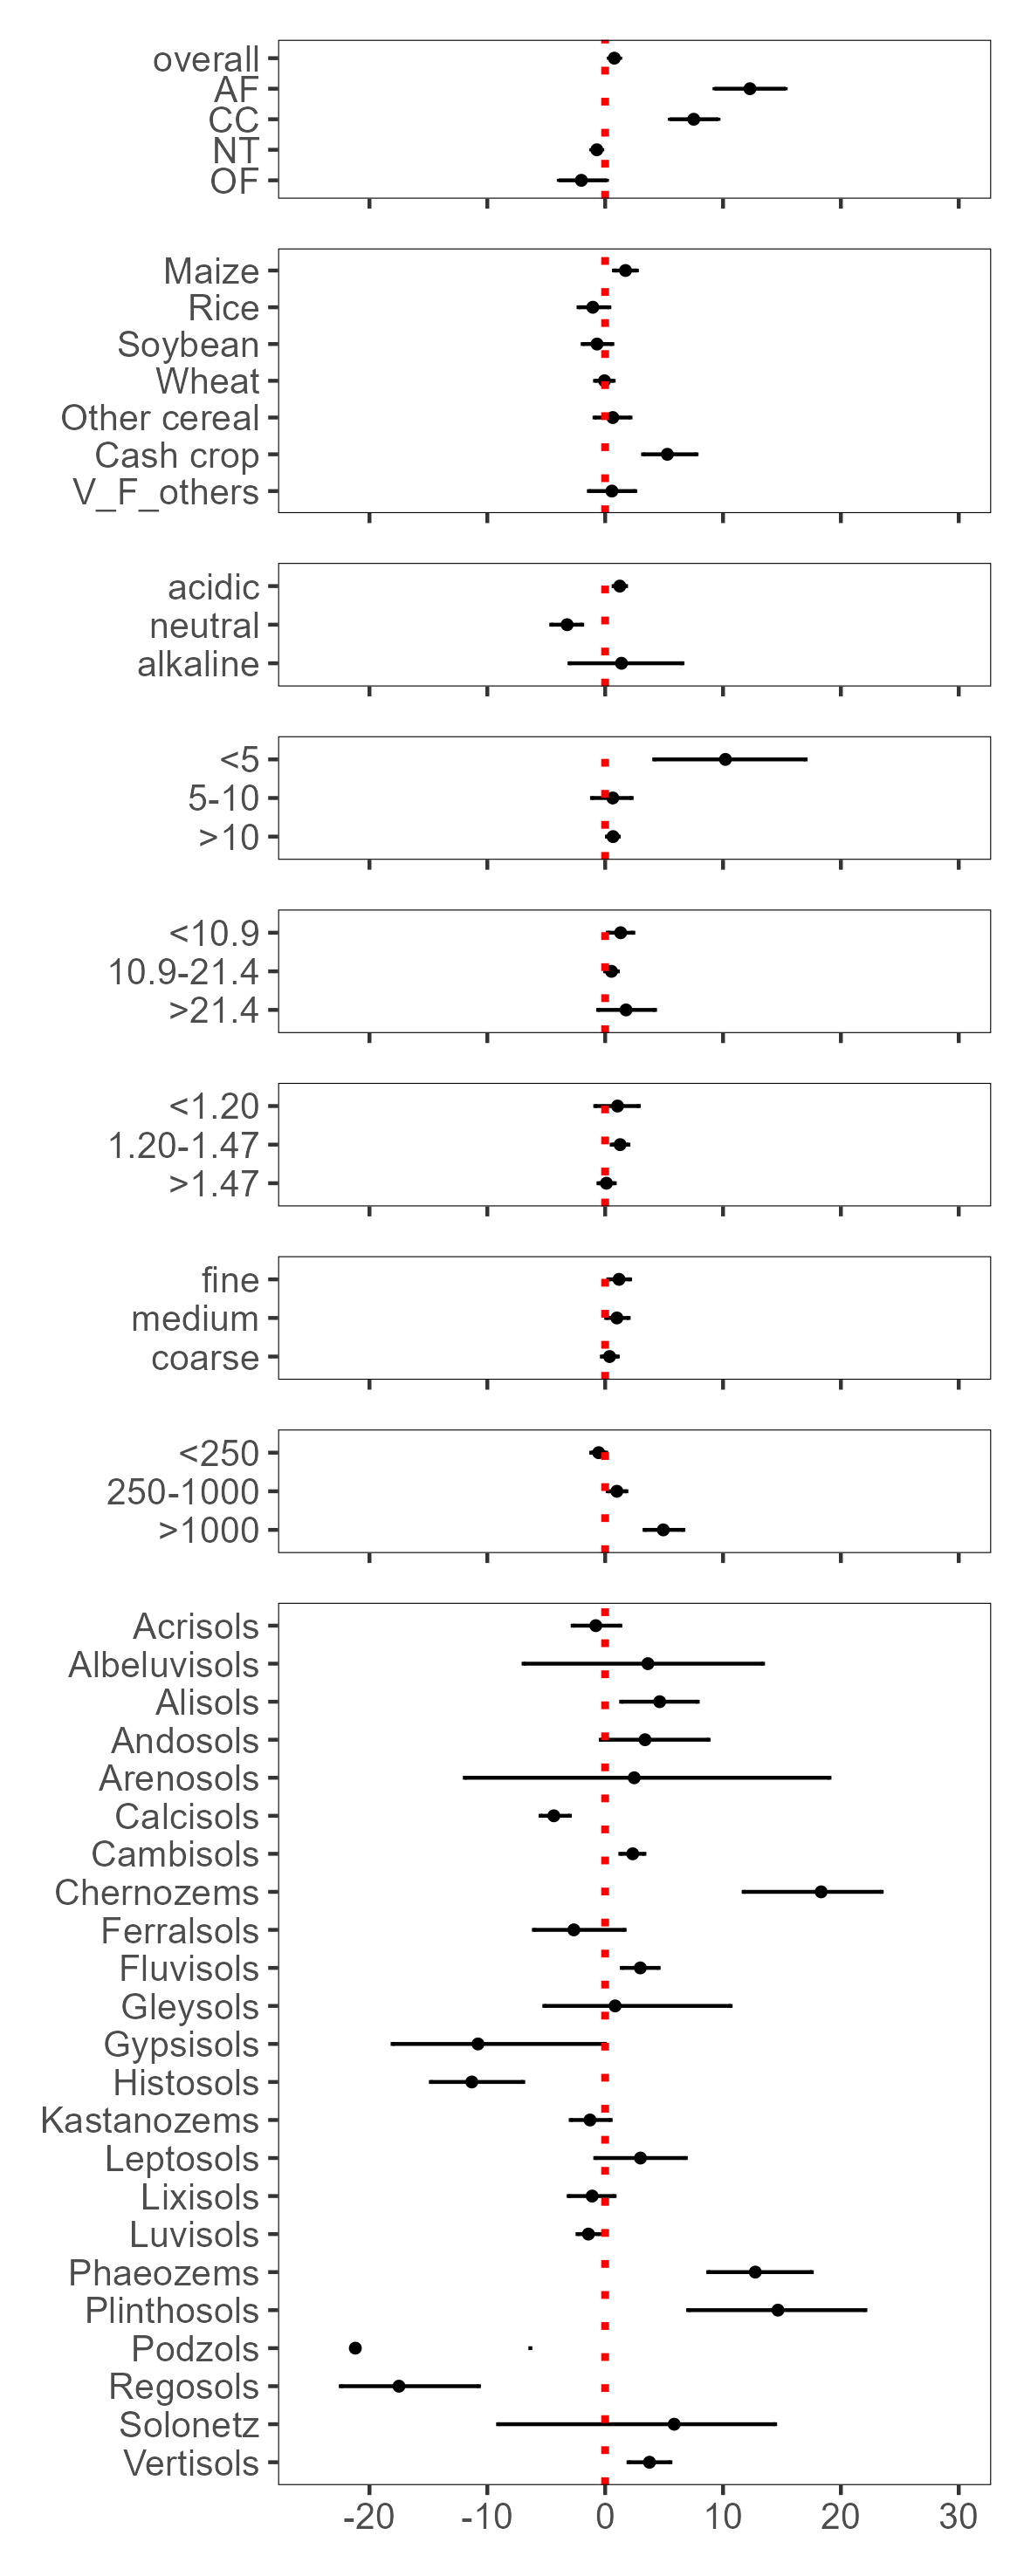 overall
AF
CC
NT
OF
Maize
Rice
Soybean
Wheat
Other cereal
Cash crop
V_F_others
acidic
neutral
alkaline
<5
5-10
>10
<10.9
10.9-21.4
>21.4
<1.20
1.20-1.47
>1.47
fine
medium
coarse
<250
250-1000
>1000
Acrisols
Albeluvisols
Alisols
Andosols
Arenosols
Calcisols
Cambisols
Chernozems
Ferralsols
Fluvisols
Gleysols
Gypsisols
Histosols
Kastanozems
Leptosols
Lixisols
Luvisols
Phaeozems
Plinthosols
Podzols
Regosols
Solonetz
Vertisols
-20 -10 0 10 20 30